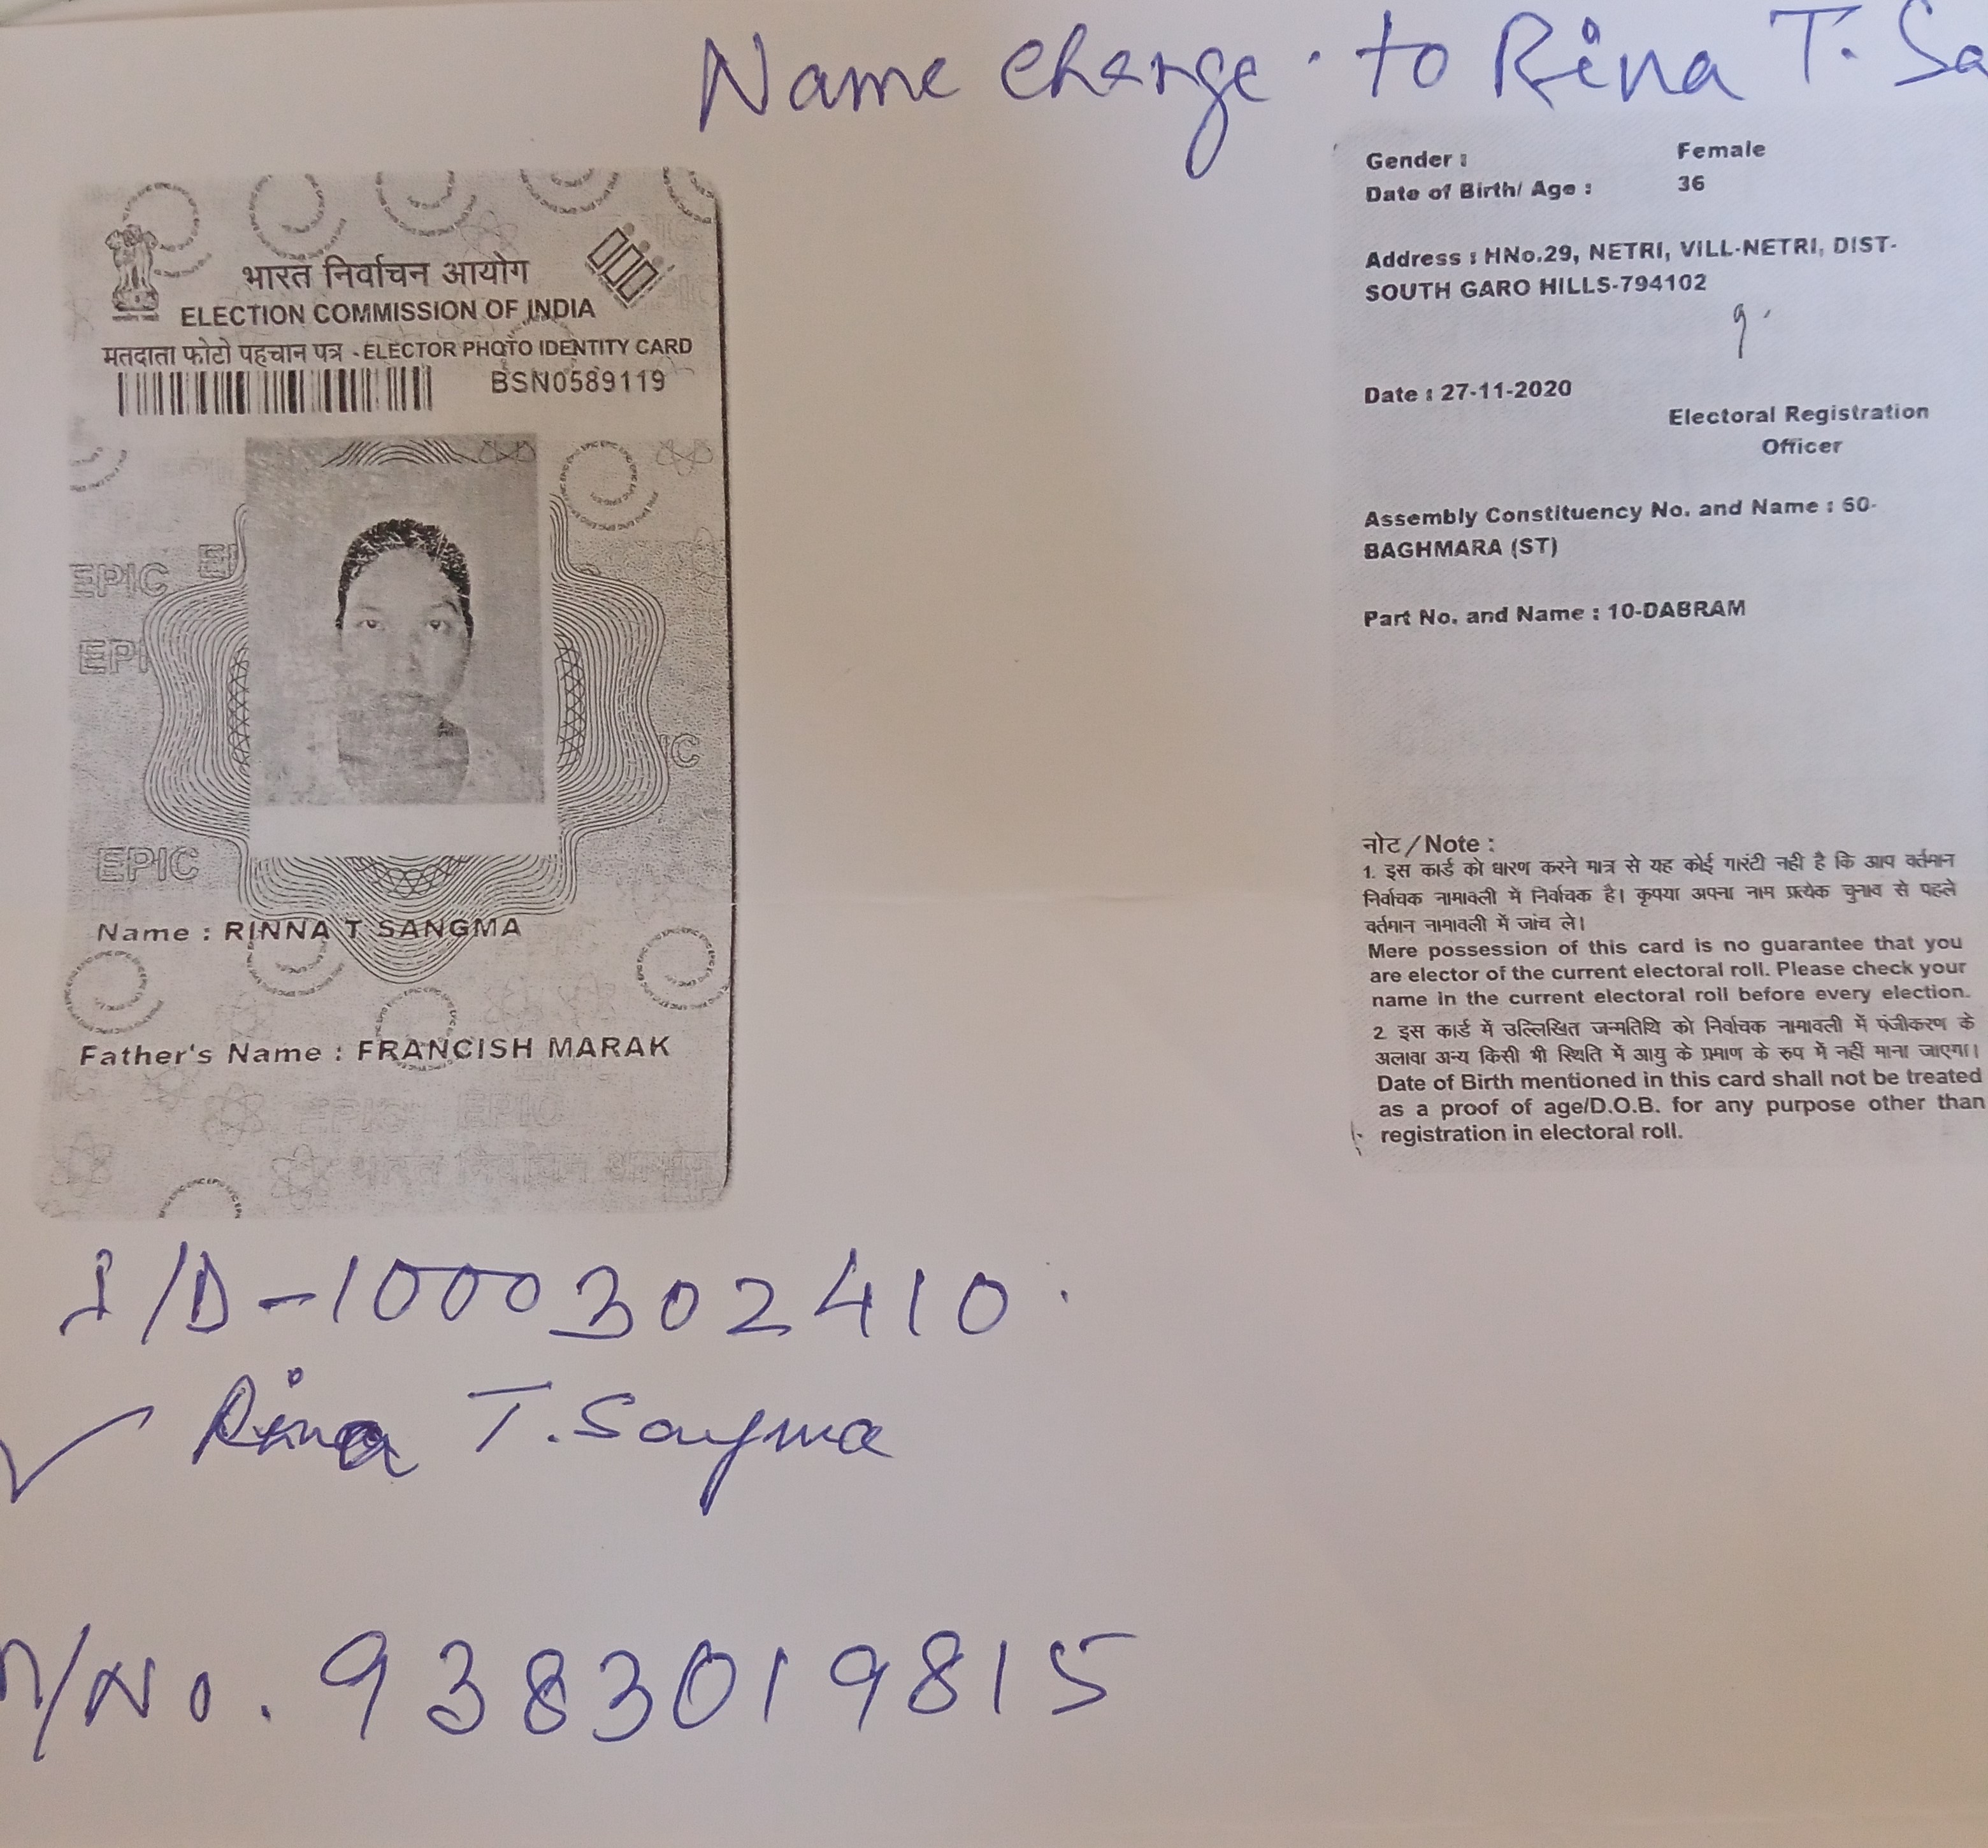 Name change. to Rina T. Sa
भारत निर्वाचन आयोग
ELECTION COMMISSION OF INDIA
मतदाता फोटो पहचान पत्र - ELECTOR PHOTO IDENTITY CARD
BSN0589119
EPIC
EPIC
Name : RINNA T SANGMA
Father's Name : FRANCISH MARAK
Gender : Female
Date of Birth/ Age : 36
Address : HNo.29, NETRI, VILL-NETRI, DIST-
SOUTH GARO HILLS-794102
Date : 27-11-2020
Electoral Registration
Officer
Assembly Constituency No. and Name : 60-
BAGHMARA (ST)
Part No. and Name : 10-DABRAM
नोट / Note :
1. इस कार्ड को धारण करने मात्र से यह कोई गारंटी नही है कि आप वर्तमान
निर्वाचक नामावली में निर्वाचक है। कृपया अपना नाम प्रत्येक चुनाव से पहले
वर्तमान नामावली में जांच ले।
Mere possession of this card is no guarantee that you
are elector of the current electoral roll. Please check your
name in the current electoral roll before every election.
2. इस कार्ड में उल्लिखित जन्मतिथि को निर्वाचक नामावली में पंजीकरण के
अलावा अन्य किसी भी स्थिति में आयु के प्रमाण के रुप में नहीं माना जाएगा।
Date of Birth mentioned in this card shall not be treated
as a proof of age/D.O.B. for any purpose other than
registration in electoral roll.
I/D-1000302410.
Rina T. Sangma
M/No. 9383019815